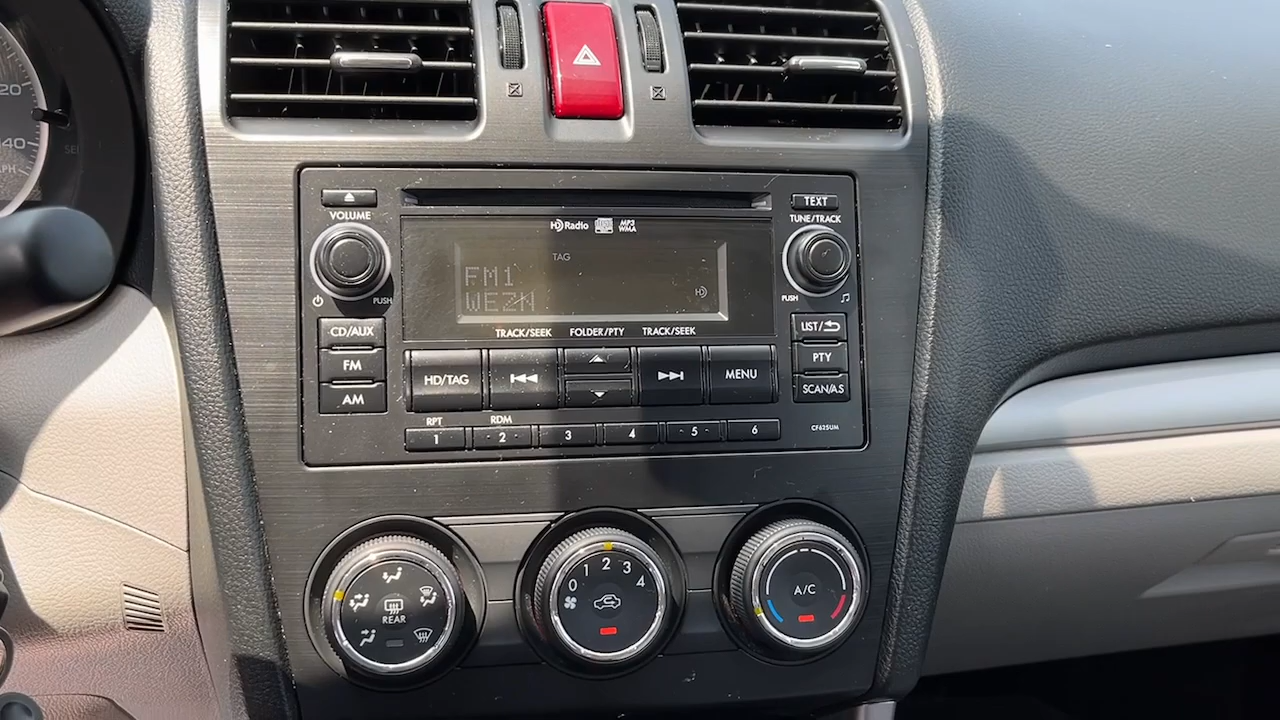 20
40
MPH
TEXT
VOLUME
TUNE/TRACK
HD Radio
MP3
WMA
TAG
FM1
WEZN
HD
PUSH
PUSH
TRACK/SEEK FOLDER/PTY TRACK/SEEK
CD/AUX
LIST/
FM
HD/TAG
MENU
PTY
AM
SCAN/A.S
RPT RDM
1 2 3 4 5 6
CF625UM
0 1 2 3 4
REAR
A/C